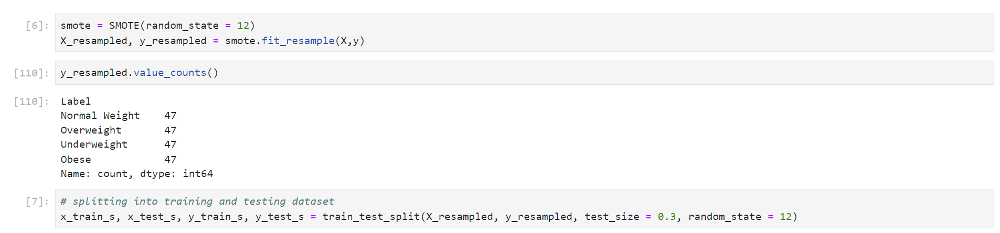 [6]: smote = SMOTE(random_state = 12)
X_resampled, y_resampled = smote.fit_resample(X,y)
[110]: y_resampled.value_counts()
[110]: Label
Normal Weight    47
Overweight       47
Underweight      47
Obese            47
Name: count, dtype: int64
[7]: # splitting into training and testing dataset
x_train_s, x_test_s, y_train_s, y_test_s = train_test_split(X_resampled, y_resampled, test_size = 0.3, random_state = 12)